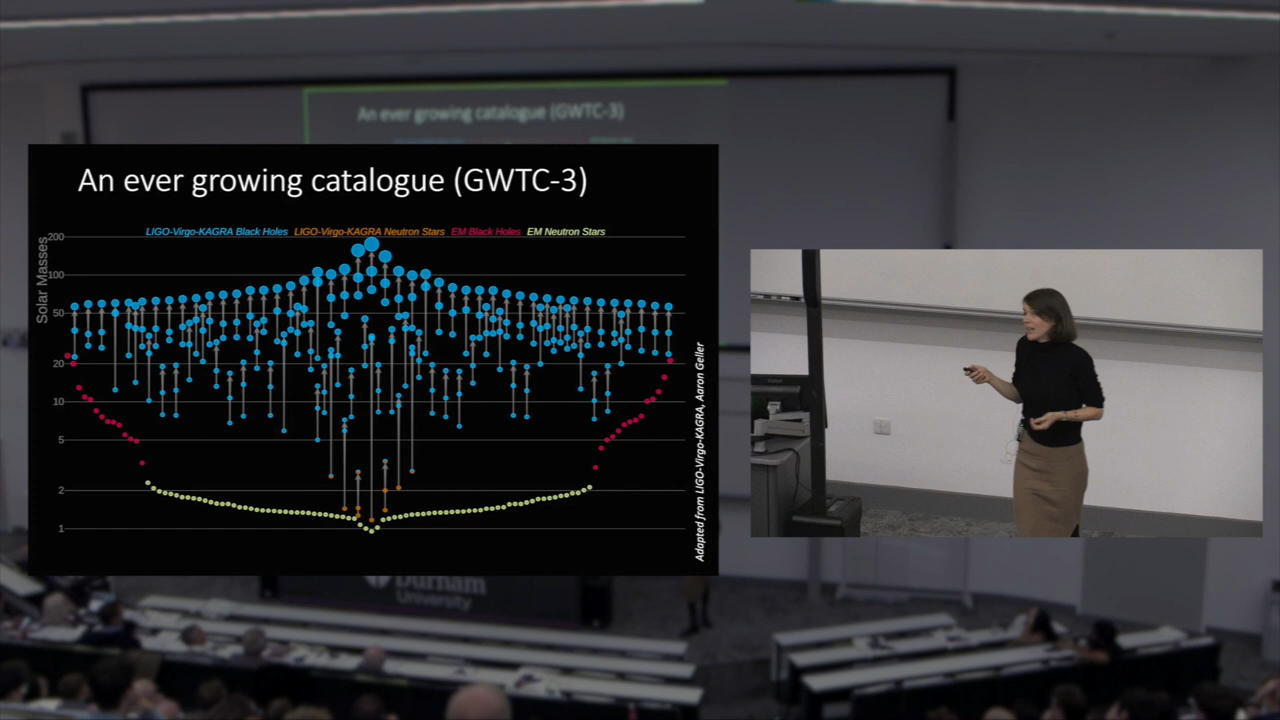 An ever growing catalogue (GWTC-3)
An ever growing catalogue (GWTC-3)
LIGO-Virgo-KAGRA Black Holes LIGO-Virgo-KAGRA Neutron Stars EM Black Holes EM Neutron Stars
Solar Masses
200
100
50
20
10
5
2
1
Adapted from LIGO-Virgo-KAGRA, Aaron Geller
Durham
University